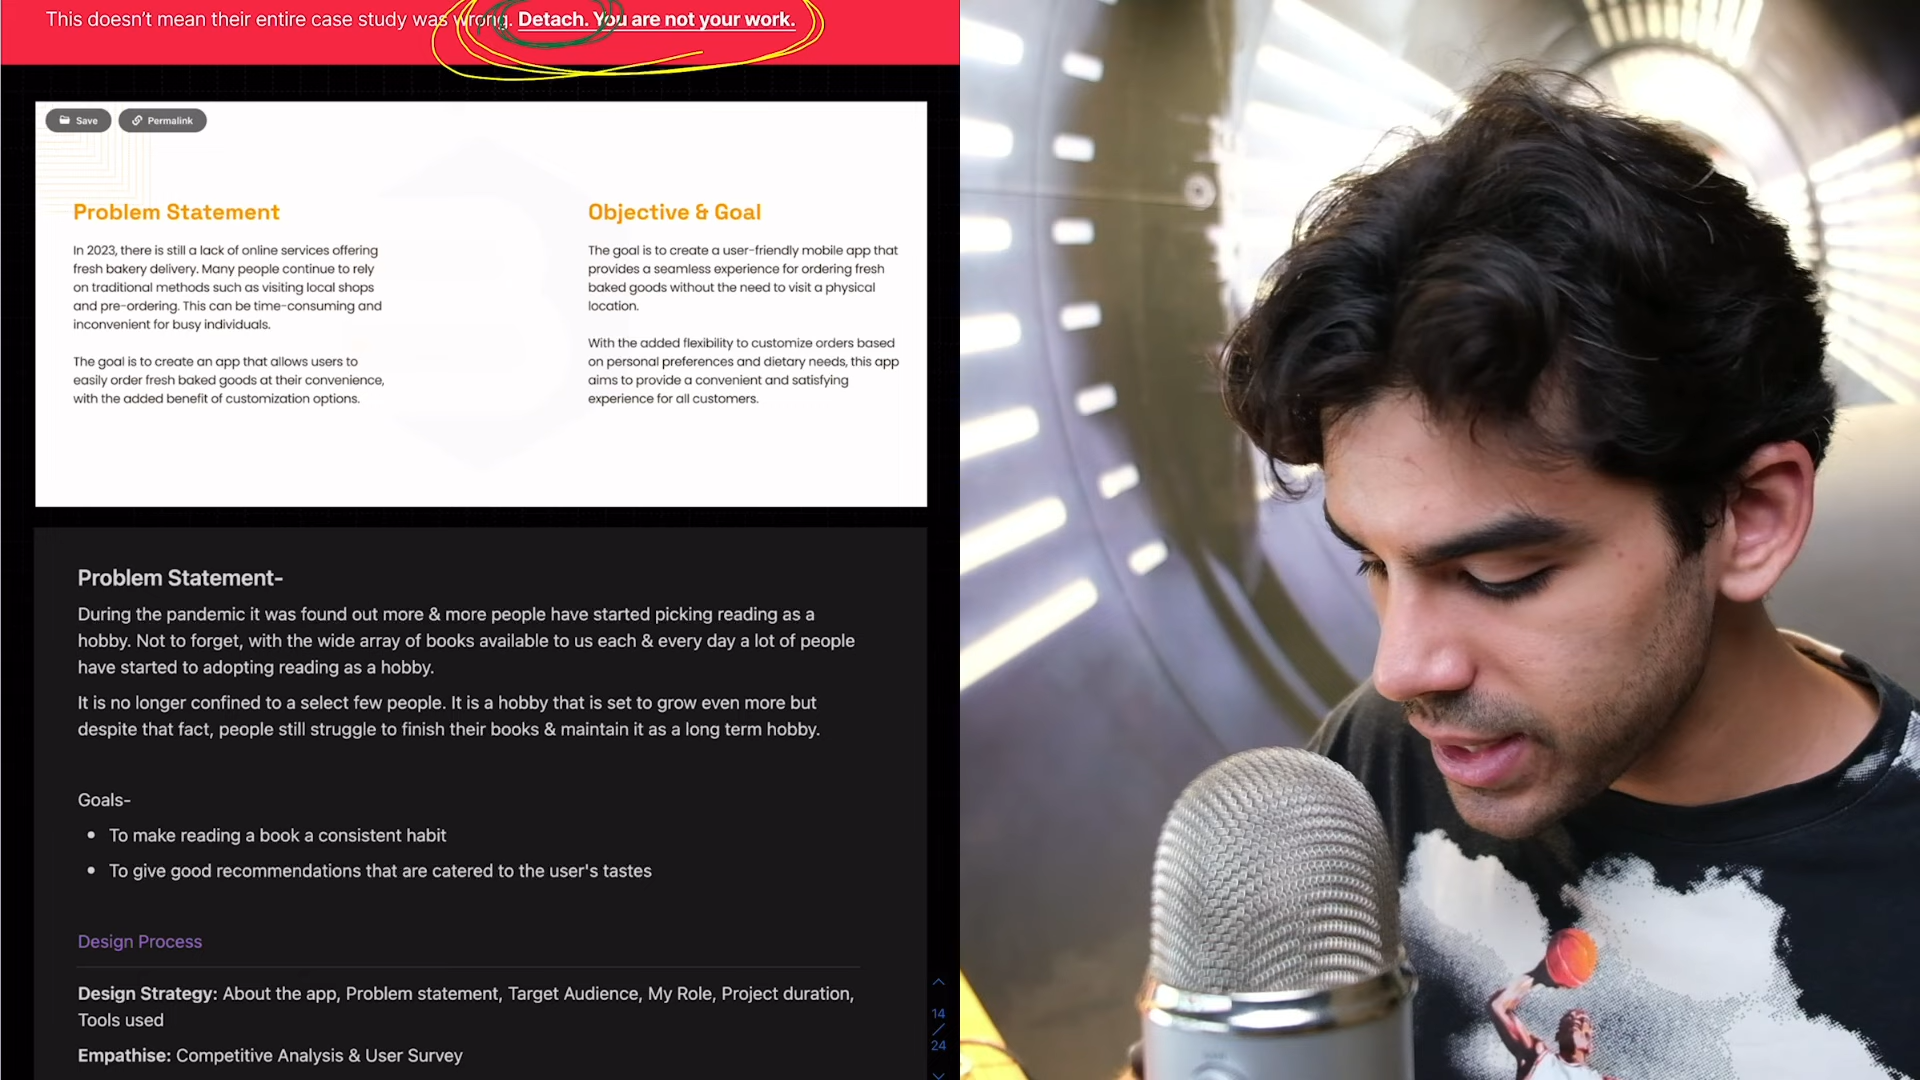 This doesn't mean their entire case study was wrong. Detach. You are not your work.
Save
Permalink
Problem Statement
In 2023, there is still a lack of online services offering
fresh bakery delivery. Many people continue to rely
on traditional methods such as visiting local shops
and pre-ordering. This can be time-consuming and
inconvenient for busy individuals.
The goal is to create an app that allows users to
easily order fresh baked goods at their convenience,
with the added benefit of customization options.
Objective & Goal
The goal is to create a user-friendly mobile app that
provides a seamless experience for ordering fresh
baked goods without the need to visit a physical
location.
With the added flexibility to customize orders based
on personal preferences and dietary needs, this app
aims to provide a convenient and satisfying
experience for all customers.
Problem Statement-
During the pandemic it was found out more & more people have started picking reading as a
hobby. Not to forget, with the wide array of books available to us each & every day a lot of people
have started to adopting reading as a hobby.
It is no longer confined to a select few people. It is a hobby that is set to grow even more but
despite that fact, people still struggle to finish their books & maintain it as a long term hobby.
Goals-
• To make reading a book a consistent habit
• To give good recommendations that are catered to the user's tastes
Design Process
Design Strategy: About the app, Problem statement, Target Audience, My Role, Project duration,
Tools used
Empathise: Competitive Analysis & User Survey
14
/
24